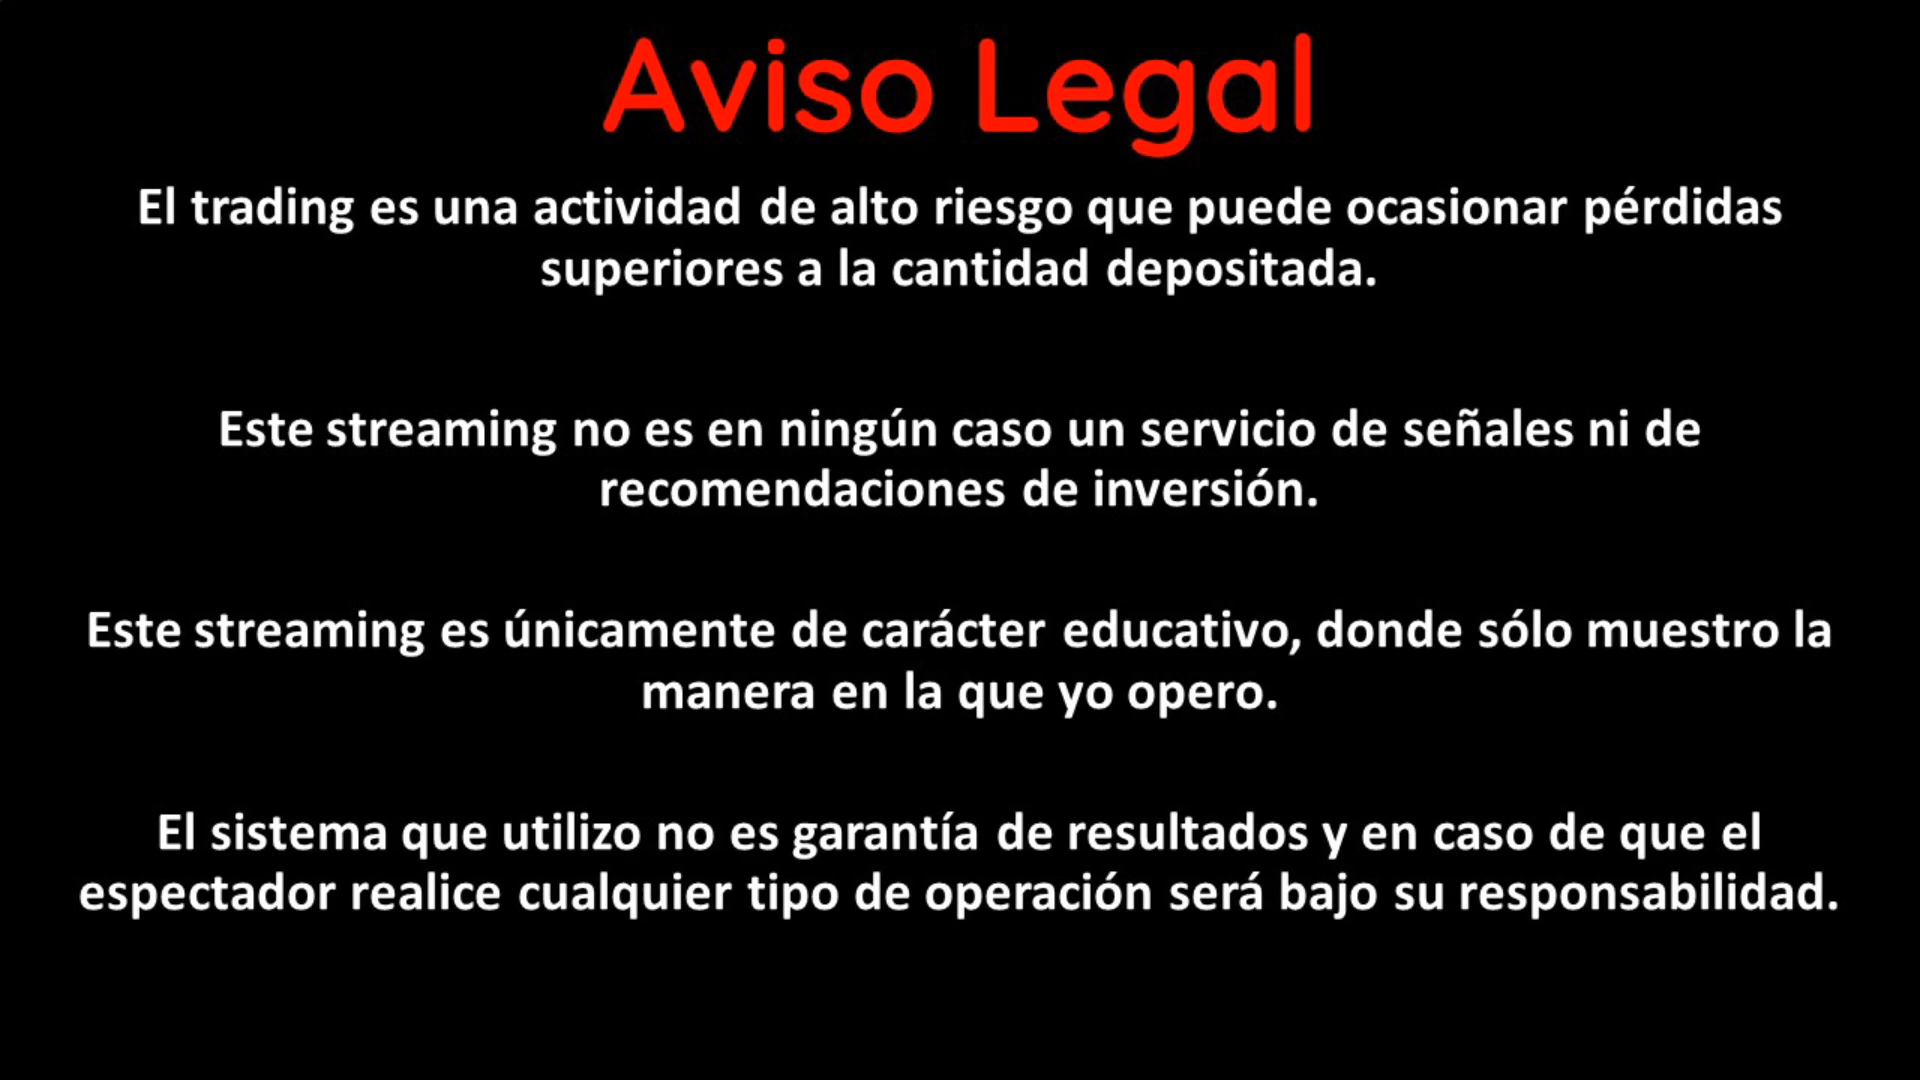 Aviso Legal
El trading es una actividad de alto riesgo que puede ocasionar pérdidas
superiores a la cantidad depositada.
Este streaming no es en ningún caso un servicio de señales ni de
recomendaciones de inversión.
Este streaming es únicamente de carácter educativo, donde sólo muestro la
manera en la que yo opero.
El sistema que utilizo no es garantía de resultados y en caso de que el
espectador realice cualquier tipo de operación será bajo su responsabilidad.